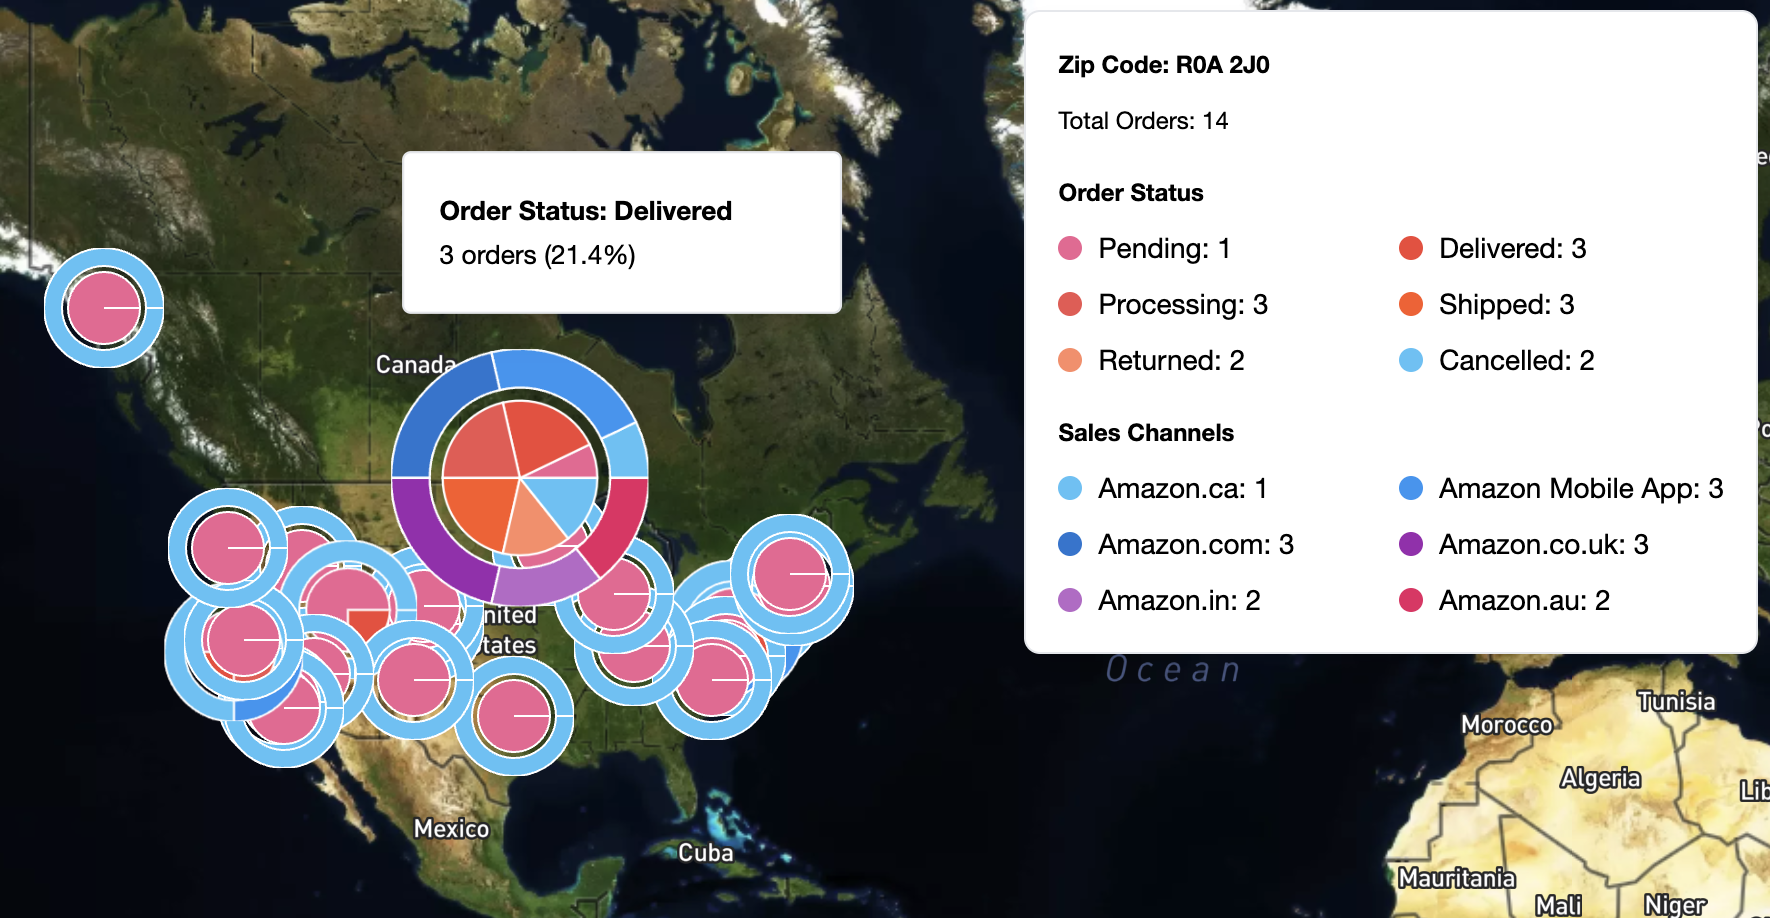 Zip Code: R0A 2J0
Total Orders: 14
Order Status
Pending: 1
Delivered: 3
Processing: 3
Shipped: 3
Returned: 2
Cancelled: 2
Sales Channels
Amazon.ca: 1
Amazon Mobile App: 3
Amazon.com: 3
Amazon.co.uk: 3
Amazon.in: 2
Amazon.au: 2
Order Status: Delivered
3 orders (21.4%)
Canada
nited
tates
Mexico
Cuba
Ocean
Morocco
Tunisia
Algeria
Lib
Mauritania
Mali
Niger